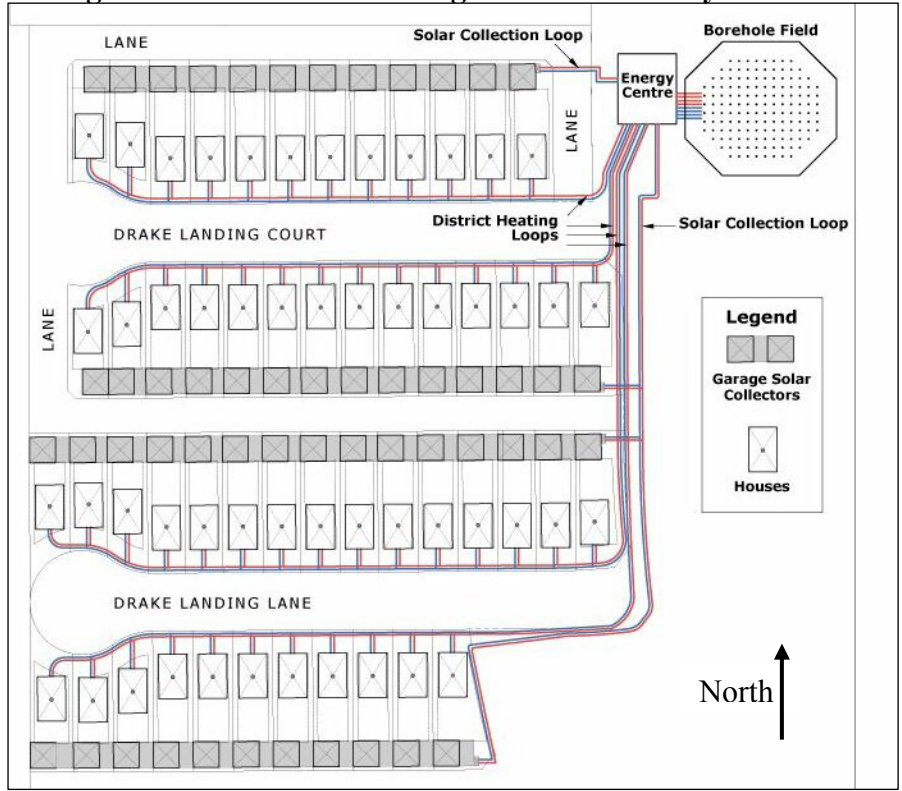 LANE
Solar Collection Loop
Borehole Field
Energy
Centre
LANE
District Heating
Loops
Solar Collection Loop
DRAKE LANDING COURT
LANE
Legend
Garage Solar
Collectors
Houses
DRAKE LANDING LANE
North